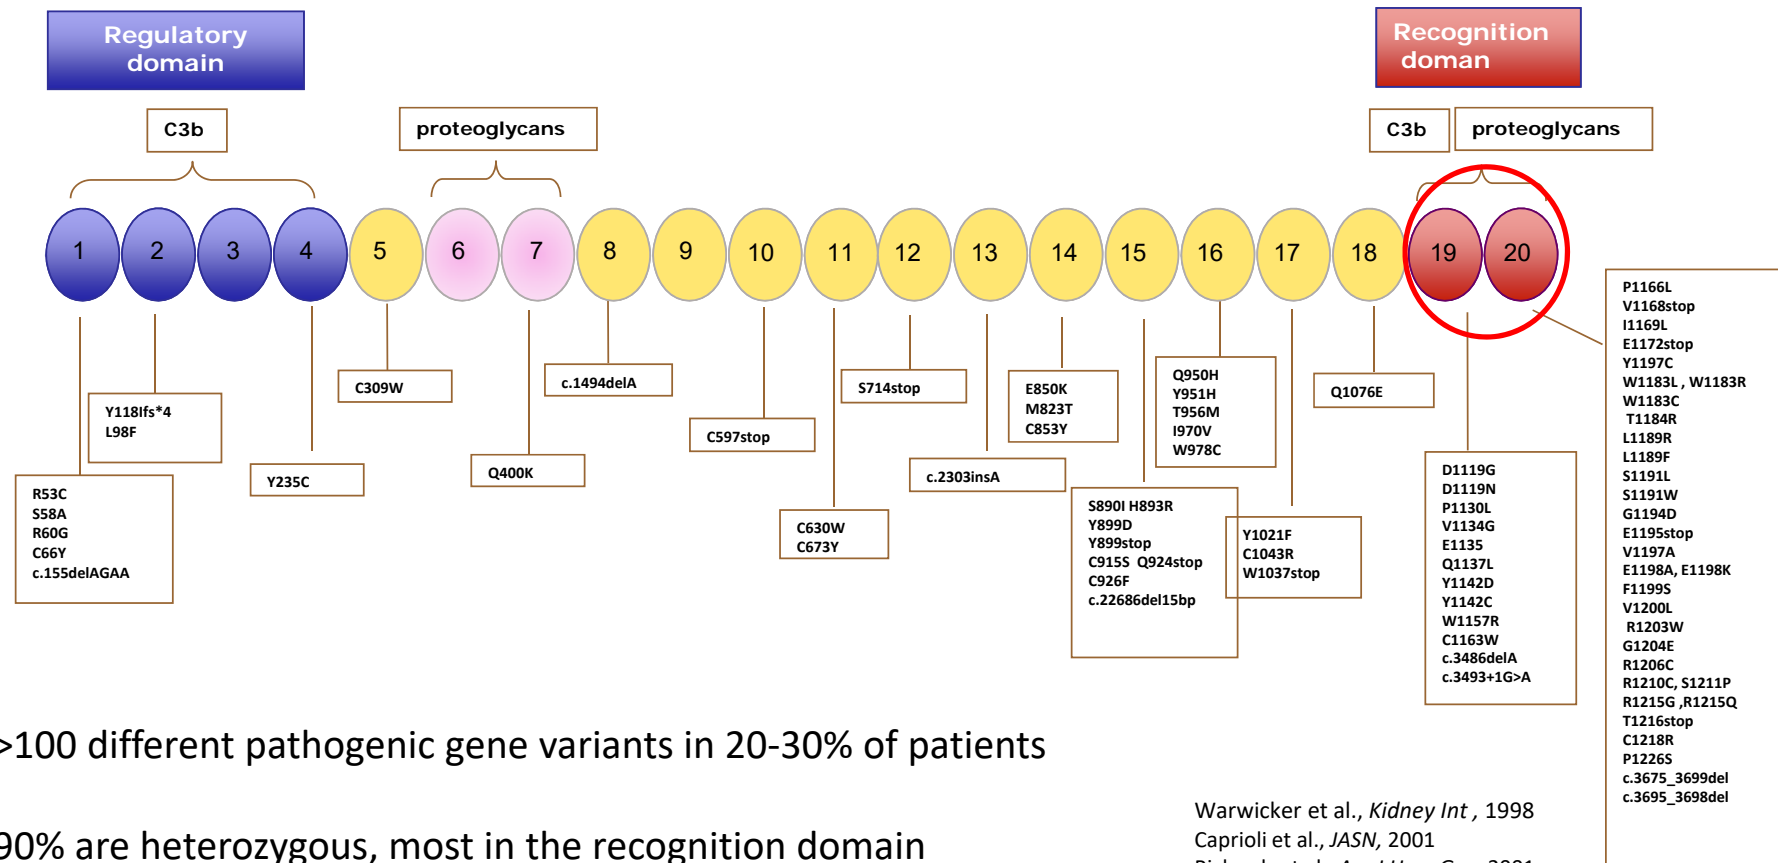 Regulatory
domain
Recognition
doman
C3b
proteoglycans
C3b
proteoglycans
1
2
3
4
5
6
7
8
9
10
11
12
13
14
15
16
17
18
19
20
R53C
S58A
R60G
C66Y
c.155delAGAA
Y118Ifs*4
L98F
Y235C
C309W
Q400K
c.1494delA
C597stop
C630W
C673Y
S714stop
c.2303insA
E850K
M823T
C853Y
S890I H893R
Y899D
Y899stop
C915S Q924stop
C926F
c.22686del15bp
Q950H
Y951H
T956M
I970V
W978C
Y1021F
C1043R
W1037stop
Q1076E
D1119G
D1119N
P1130L
V1134G
E1135
Q1137L
Y1142D
Y1142C
W1157R
C1163W
c.3486delA
c.3493+1G>A
P1166L
V1168stop
I1169L
E1172stop
Y1197C
W1183L , W1183R
W1183C
T1184R
L1189R
L1189F
S1191L
S1191W
G1194D
E1195stop
V1197A
E1198A, E1198K
F1199S
V1200L
R1203W
G1204E
R1206C
R1210C, S1211P
R1215G ,R1215Q
T1216stop
C1218R
P1226S
c.3675_3699del
c.3695_3698del
>100 different pathogenic gene variants in 20-30% of patients
90% are heterozygous, most in the recognition domain
Warwicker et al., Kidney Int , 1998
Caprioli et al., JASN, 2001